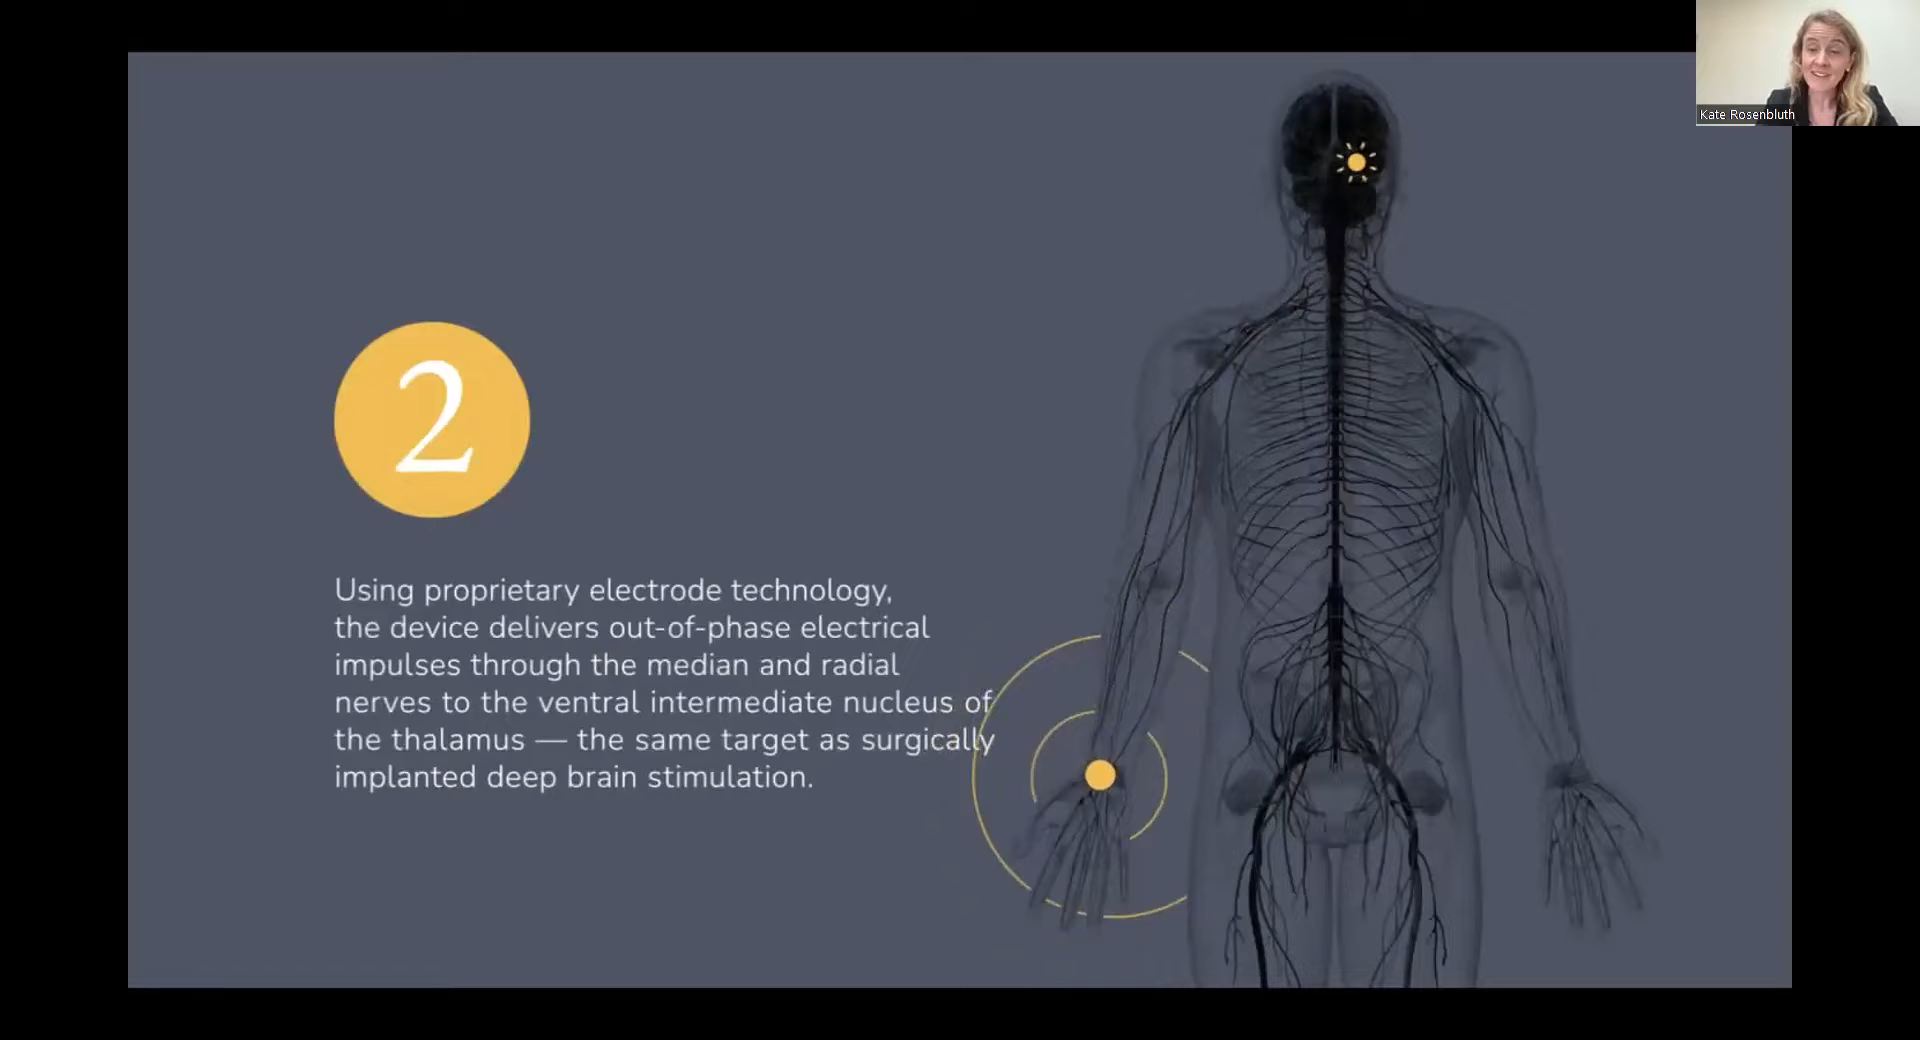 Kate Rosenbluth
2
Using proprietary electrode technology,
the device delivers out-of-phase electrical
impulses through the median and radial
nerves to the ventral intermediate nucleus of
the thalamus — the same target as surgically
implanted deep brain stimulation.